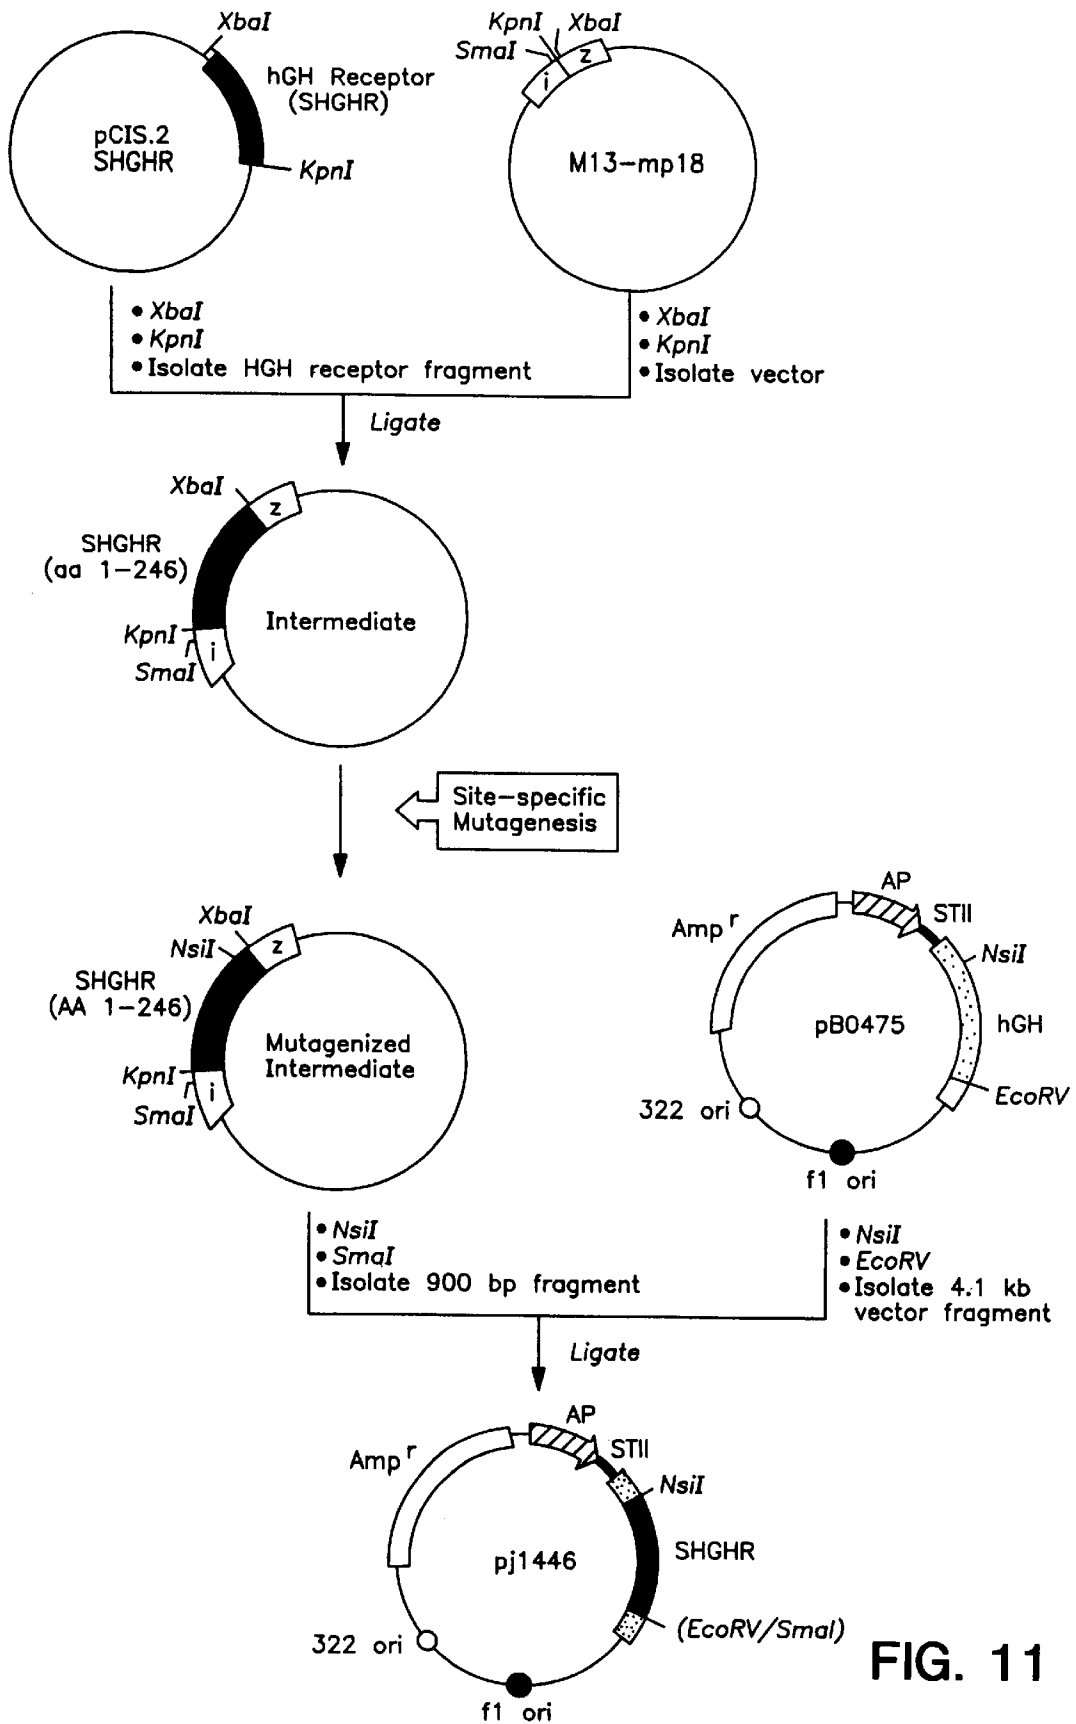 XbaI
hGH Receptor
(SHGHR)
pCIS.2
SHGHR
KpnI
KpnI
XbaI
SmaI
i
z
M13-mp18
• XbaI
• KpnI
• Isolate HGH receptor fragment
• XbaI
• KpnI
• Isolate vector
Ligate
XbaI
z
SHGHR
(aa 1-246)
Intermediate
KpnI
i
SmaI
Site-specific
Mutagenesis
XbaI
NsiI
z
SHGHR
(AA 1-246)
Mutagenized
Intermediate
KpnI
i
SmaI
AP
Amp r
STII
NsiI
pB0475
hGH
EcoRV
322 ori
f1 ori
• NsiI
• SmaI
• Isolate 900 bp fragment
• NsiI
• EcoRV
• Isolate 4.1 kb
vector fragment
Ligate
AP
Amp r
STII
NsiI
pj1446
SHGHR
(EcoRV/SmaI)
322 ori
f1 ori
FIG. 11